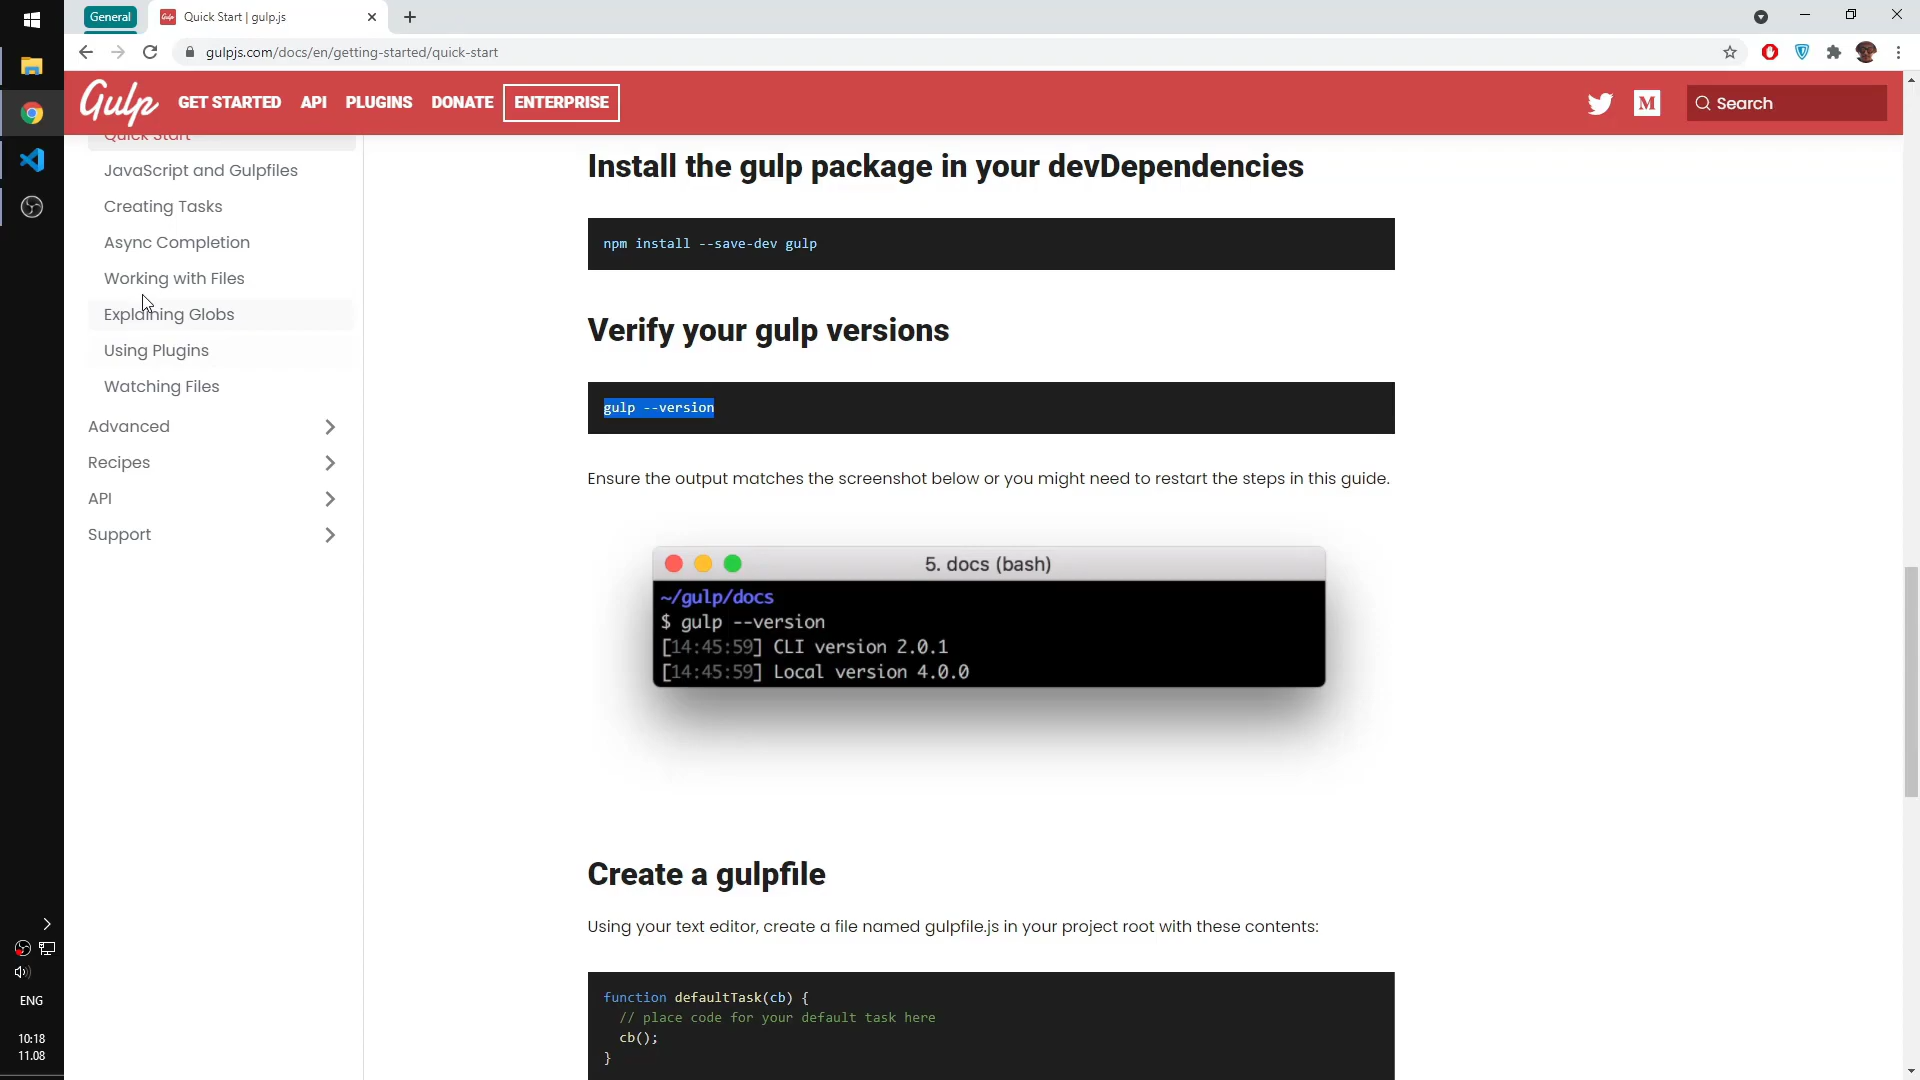 General
Quick Start | gulp.js
gulpjs.com/docs/en/getting-started/quick-start
Gulp
GET STARTED
API
PLUGINS
DONATE
ENTERPRISE
M
Search
Quick Start
JavaScript and Gulpfiles
Creating Tasks
Async Completion
Working with Files
Explaining Globs
Using Plugins
Watching Files
Advanced
Recipes
API
Support
Install the gulp package in your devDependencies
npm install --save-dev gulp
Verify your gulp versions
gulp --version
Ensure the output matches the screenshot below or you might need to restart the steps in this guide.
5. docs (bash)
~/gulp/docs
$ gulp --version
[14:45:59] CLI version 2.0.1
[14:45:59] Local version 4.0.0
Create a gulpfile
Using your text editor, create a file named gulpfile.js in your project root with these contents:
function defaultTask(cb) {
// place code for your default task here
cb();
}
ENG
10:18
11.08